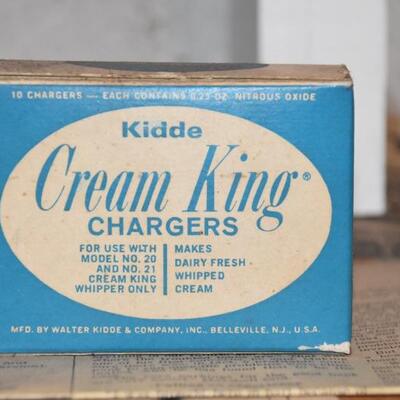 10 CHARGERS — EACH CONTAINS 0.25 OZ. NITROUS OXIDE
Kidde
Cream King®
CHARGERS
FOR USE WITH
MODEL NO. 20
AND NO. 21
CREAM KING
WHIPPER ONLY
MAKES
DAIRY FRESH
WHIPPED
CREAM
MFD. BY WALTER KIDDE & COMPANY, INC., BELLEVILLE, N.J., U.S.A.